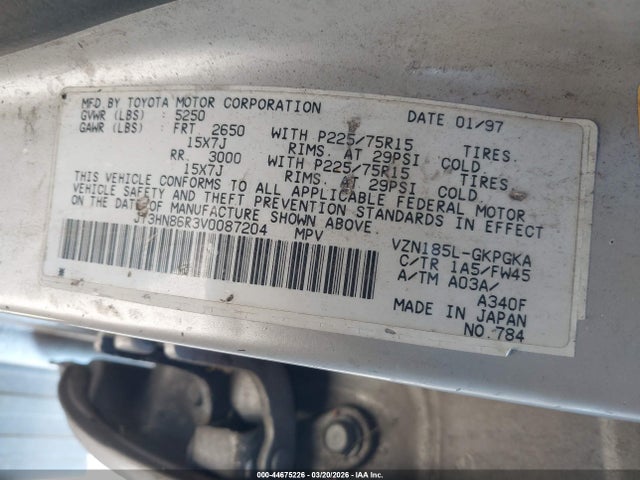 MFD BY TOYOTA MOTOR CORPORATION DATE 01/97
GVWR (LBS) : 5250
GAWR (LBS) : FRT. 2650 WITH P225/75R15 TIRES.
15X7J RIMS. AT 29PSI COLD.
RR. 3000 WITH P225/75R15 TIRES.
15X7J RIMS. AT 29PSI COLD.
THIS VEHICLE CONFORMS TO ALL APPLICABLE FEDERAL MOTOR
VEHICLE SAFETY AND THEFT PREVENTION STANDARDS IN EFFECT
ON THE DATE OF MANUFACTURE SHOWN ABOVE.
JT3HN86R3V0087204 MPV
VZN185L-GKPGKA
C/TR 1A5/FW45
A/TM A03A/
A340F
MADE IN JAPAN
NO.784
000-44675226 - 03/20/2026 - IAA Inc.